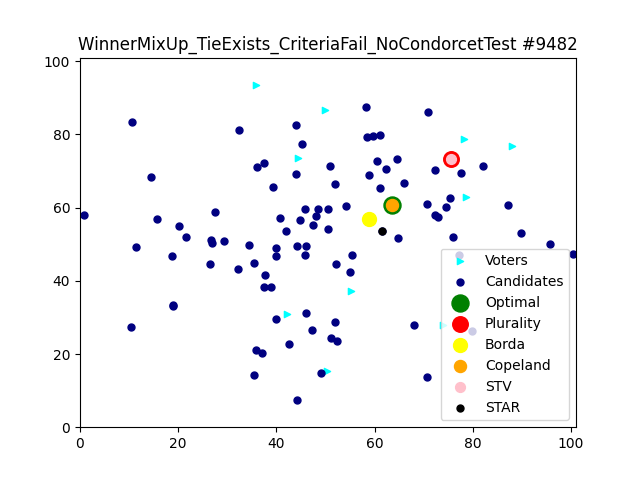 WinnerMixUp_TieExists_CriteriaFail_NoCondorcetTest #9482
100
80
60
40
20
0
0 20 40 60 80 100
Voters
Candidates
Optimal
Plurality
Borda
Copeland
STV
STAR